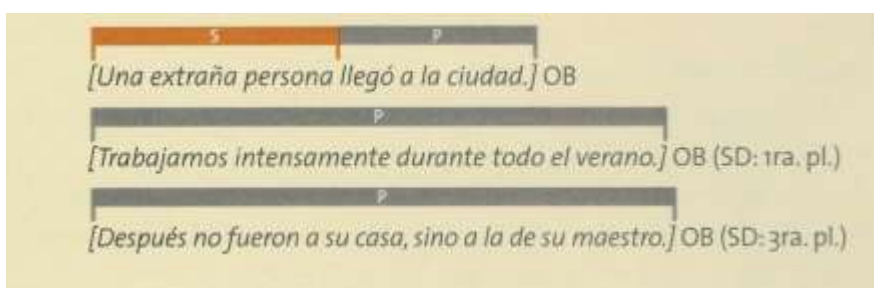 S P
[Una extraña persona llegó a la ciudad.] OB
P
[Trabajamos intensamente durante todo el verano.] OB (SD: 1ra. pl.)
P
[Después no fueron a su casa, sino a la de su maestro.] OB (SD: 3ra. pl.)